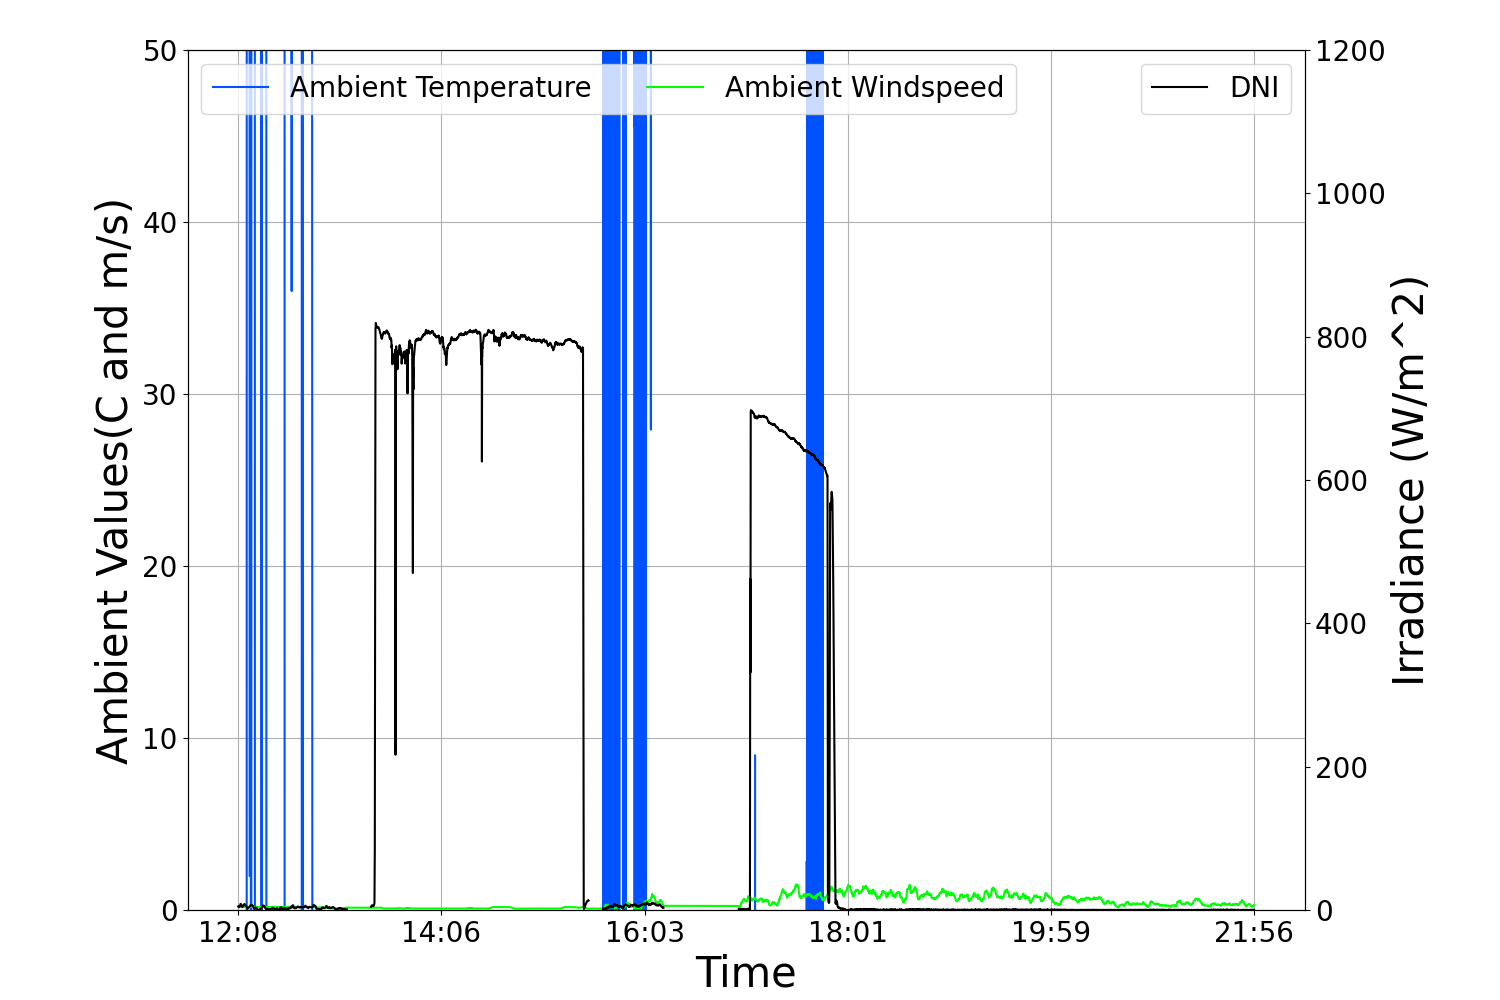 50
40
30
20
10
0
Ambient Values(C and m/s)
Ambient Temperature
Ambient Windspeed
DNI
1200
1000
800
600
400
200
0
Irradiance (W/m^2)
12:08 14:06 16:03 18:01 19:59 21:56
Time